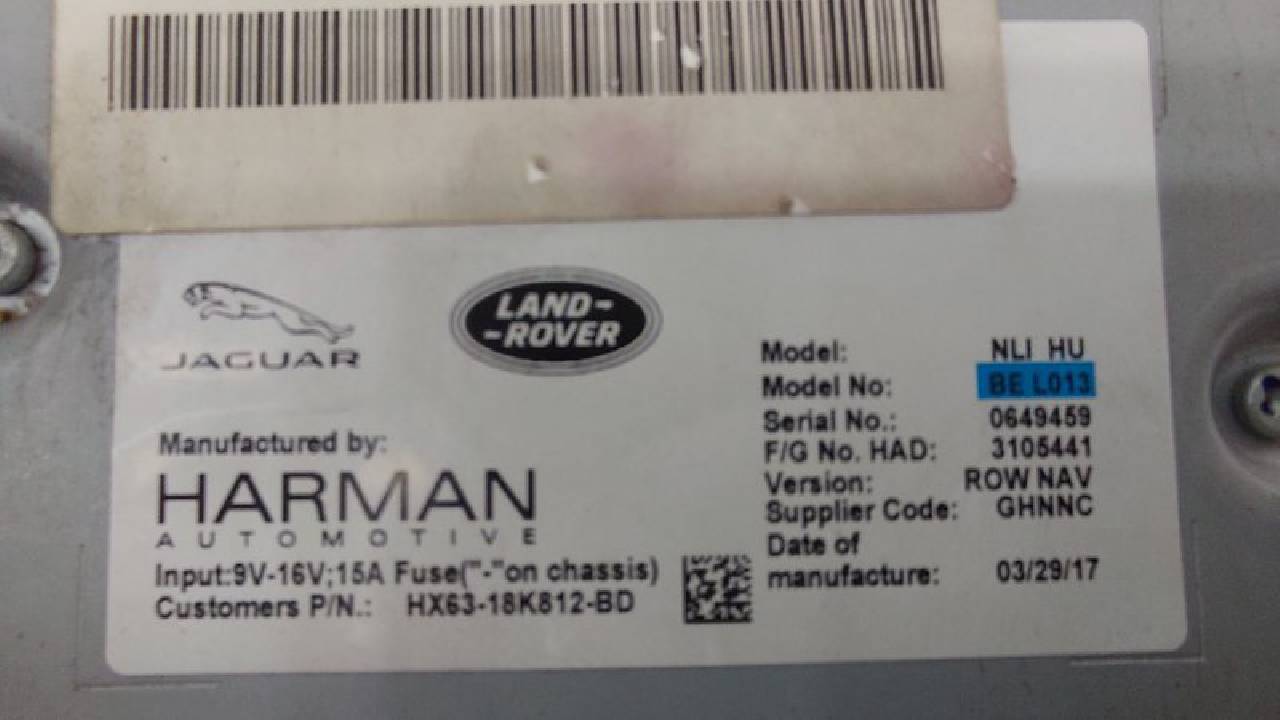 JAGUAR
LAND-
-ROVER
Manufactured by:
HARMAN
AUTOMOTIVE
Input:9V-16V;15A Fuse("-"on chassis)
Customers P/N.: HX63-18K812-BD
Model: NLI HU
Model No: BE L013
Serial No.: 0649459
F/G No. HAD: 3105441
Version: ROW NAV
Supplier Code: GHNNC
Date of
manufacture: 03/29/17